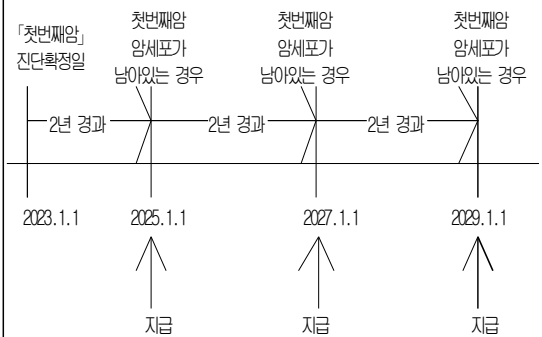 「첫번째암」
진단확정일
첫번째암
암세포가
남아있는 경우
첫번째암
암세포가
남아있는 경우
첫번째암
암세포가
남아있는 경우
2년 경과
2년 경과
2년 경과
2023.1.1
2025.1.1
2027.1.1
2029.1.1
지급
지급
지급